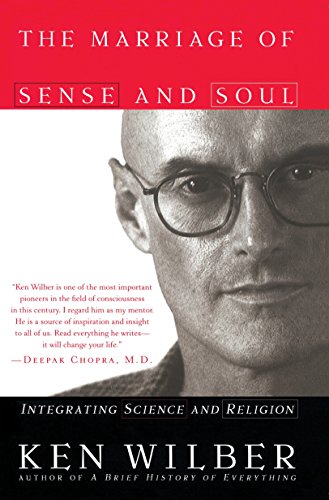 THE MARRIAGE OF
SENSE AND SOUL
"Ken Wilber is one of the most important
pioneers in the field of consciousness
in this century. I regard him as my mentor.
He is a source of inspiration and insight
to all of us. Read everything he writes—
it will change your life."
—DEEPAK CHOPRA, M.D.
INTEGRATING SCIENCE AND RELIGION
KEN WILBER
AUTHOR OF A BRIEF HISTORY OF EVERYTHING